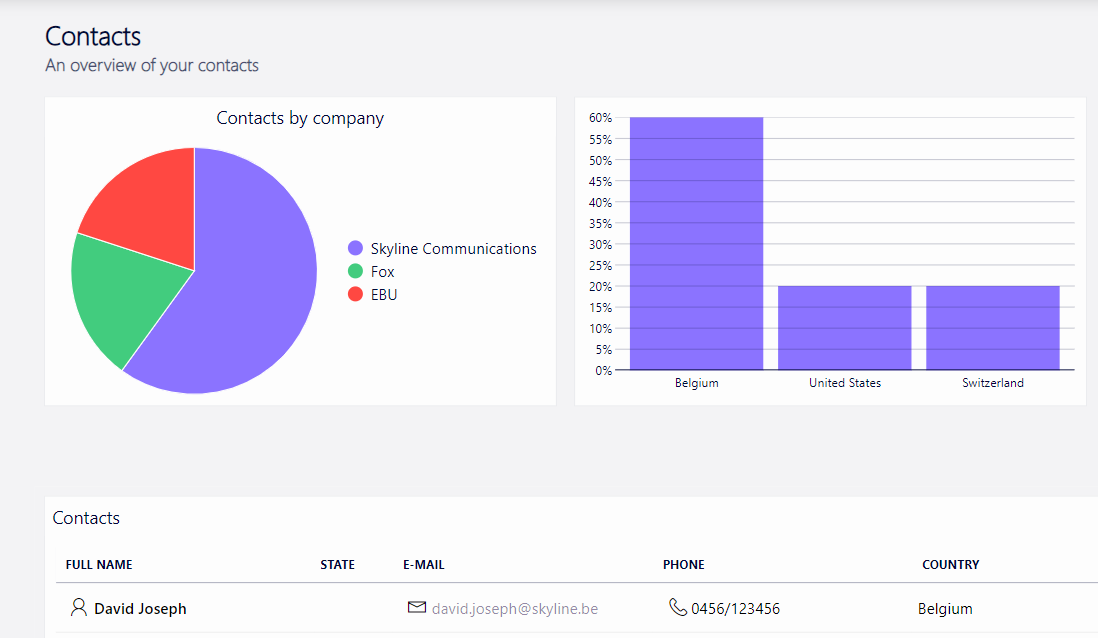 Contacts
An overview of your contacts
Contacts by company
Skyline Communications
Fox
EBU
60%
55%
50%
45%
40%
35%
30%
25%
20%
15%
10%
5%
0%
Belgium United States Switzerland
Contacts
FULL NAME STATE E-MAIL PHONE COUNTRY
David Joseph david.joseph@skyline.be 0456/123456 Belgium